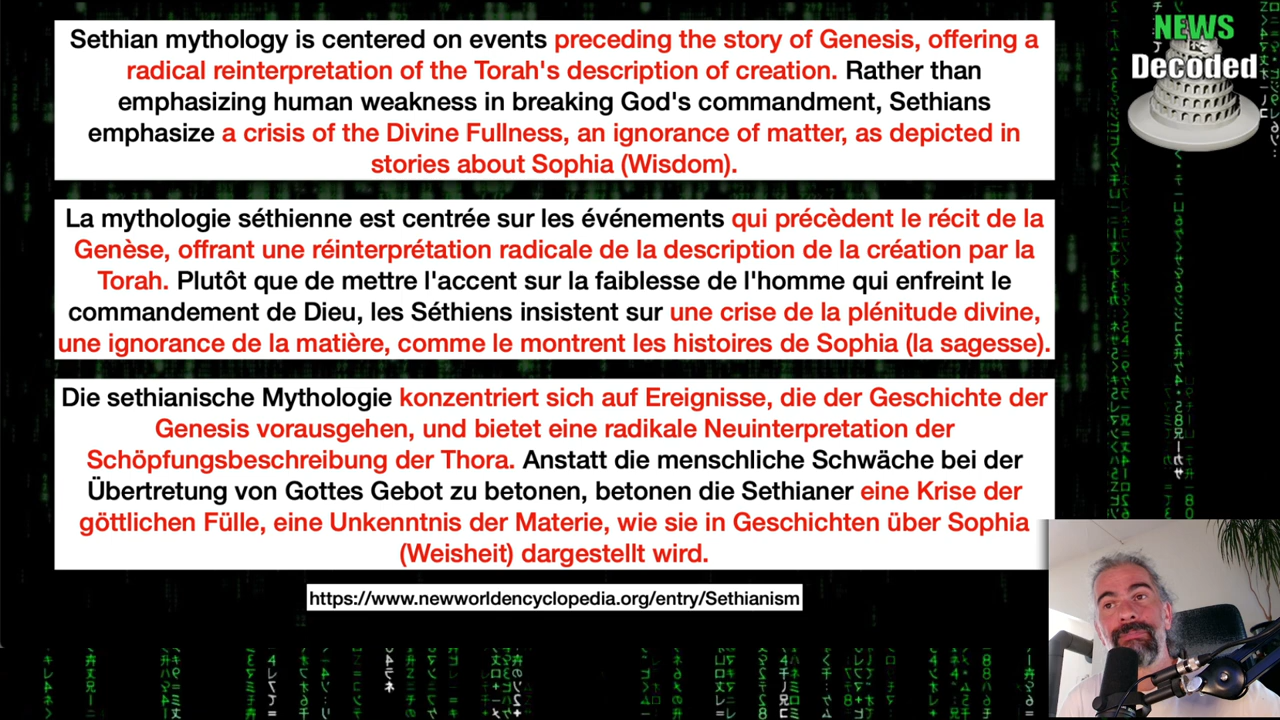 Sethian mythology is centered on events preceding the story of Genesis, offering a
radical reinterpretation of the Torah's description of creation. Rather than
emphasizing human weakness in breaking God's commandment, Sethians
emphasize a crisis of the Divine Fullness, an ignorance of matter, as depicted in
stories about Sophia (Wisdom).
La mythologie séthienne est centrée sur les événements qui précèdent le récit de la
Genèse, offrant une réinterprétation radicale de la description de la création par la
Torah. Plutôt que de mettre l'accent sur la faiblesse de l'homme qui enfreint le
commandement de Dieu, les Séthiens insistent sur une crise de la plénitude divine,
une ignorance de la matière, comme le montrent les histoires de Sophia (la sagesse).
Die sethianische Mythologie konzentriert sich auf Ereignisse, die der Geschichte der
Genesis vorausgehen, und bietet eine radikale Neuinterpretation der
Schöpfungsbeschreibung der Thora. Anstatt die menschliche Schwäche bei der
Übertretung von Gottes Gebot zu betonen, betonen die Sethianer eine Krise der
göttlichen Fülle, eine Unkenntnis der Materie, wie sie in Geschichten über Sophia
(Weisheit) dargestellt wird.
https://www.newworldencyclopedia.org/entry/Sethianism
NEWS
Decoded